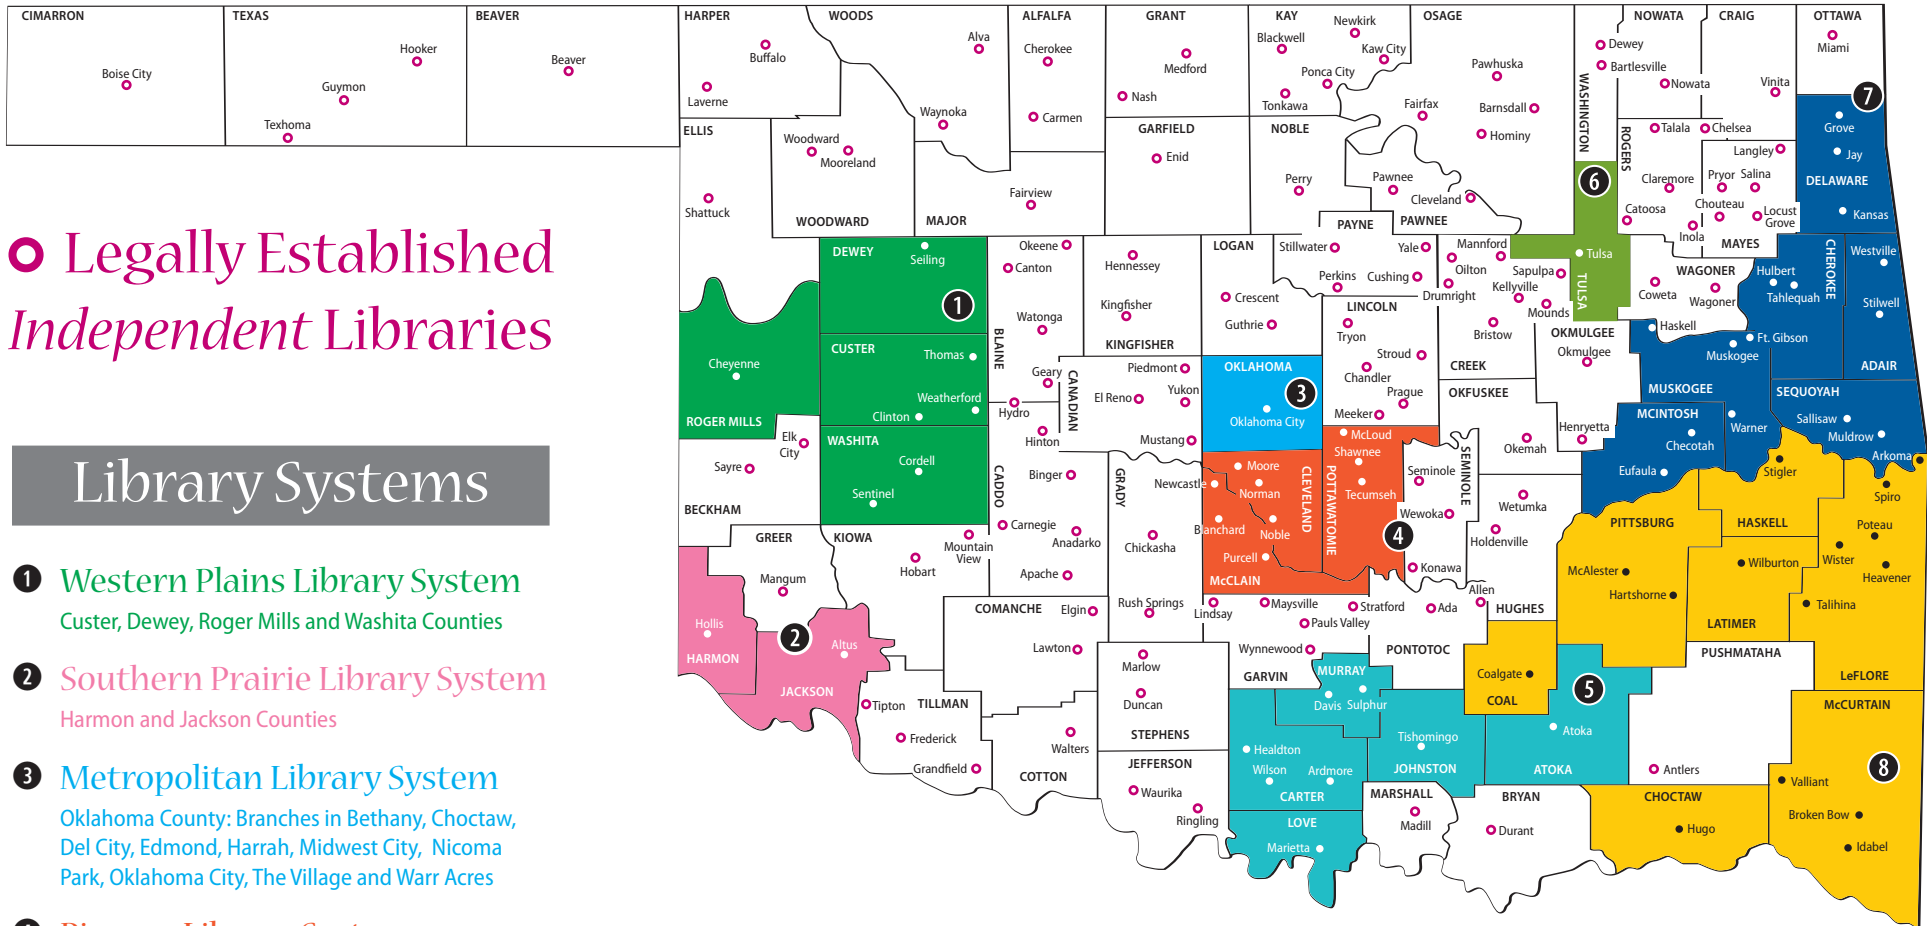 CIMARRON
TEXAS
BEAVER
HARPER
WOODS
ALFALFA
GRANT
KAY
OSAGE
NOWATA
CRAIG
OTTAWA
Boise City
Hooker
Guymon
Texhoma
Beaver
Buffalo
Laverne
Alva
Waynoka
Cherokee
Carmen
Medford
Nash
Blackwell
Newkirk
Kaw City
Ponca City
Tonkawa
Pawhuska
Fairfax
Barnsdall
Hominy
WASHINGTON
Dewey
Bartlesville
Nowata
Vinita
Miami
7
ELLIS
Shattuck
Woodward
Mooreland
WOODWARD
MAJOR
Fairview
GARFIELD
Enid
NOBLE
Perry
Pawnee
Cleveland
PAWNEE
PAYNE
6
ROGERS
Talala
Chelsea
Langley
Claremore
Pryor
Salina
Catoosa
Chouteau
Locust
Grove
Inola
MAYES
Grove
Jay
DELAWARE
Kansas
Legally Established
Independent Libraries
DEWEY
Seiling
1
CUSTER
Thomas
Weatherford
Clinton
WASHITA
Cordell
Sentinel
Cheyenne
ROGER MILLS
Elk
City
Sayre
BECKHAM
Okeene
Canton
Watonga
BLAINE
Geary
Hydro
Hinton
Hennessey
Kingfisher
KINGFISHER
CANADIAN
Piedmont
El Reno
Yukon
Mustang
LOGAN
Crescent
Guthrie
OKLAHOMA
3
Oklahoma City
Stillwater
Yale
Perkins
Cushing
LINCOLN
Tryon
Stroud
Chandler
Prague
Meeker
Mannford
Oilton
Drumright
Sapulpa
Kellyville
Mounds
Bristow
CREEK
Tulsa
TULSA
OKMULGEE
Okmulgee
Henryetta
OKFUSKEE
Okemah
WAGONER
Coweta
Wagoner
Haskell
Hulbert
Tahlequah
CHEROKEE
Westville
Stilwell
ADAIR
Ft. Gibson
Muskogee
MUSKOGEE
SEQUOYAH
Sallisaw
Muldrow
Warner
MCINTOSH
Checotah
Eufaula
Stigler
Arkoma
Spiro
Library Systems
CADDO
Binger
Carnegie
Anadarko
Apache
GRADY
Chickasha
Rush Springs
Newcastle
Moore
Norman
CLEVELAND
Blanchard
Noble
Purcell
McCLAIN
McLoud
Shawnee
Tecumseh
POTTAWATOMIE
4
Seminole
SEMINOLE
Wewoka
Konawa
Wetumka
Holdenville
HUGHES
Allen
GREER
Mangum
KIOWA
Hobart
Mountain
View
Hollis
HARMON
2
Altus
JACKSON
COMANCHE
Elgin
Lawton
Tipton
TILLMAN
Frederick
Grandfield
Walters
COTTON
Marlow
Duncan
STEPHENS
JEFFERSON
Waurika
Ringling
Lindsay
Maysville
Stratford
Pauls Valley
Wynnewood
GARVIN
Ada
PONTOTOC
MURRAY
Davis
Sulphur
Healdton
Wilson
Ardmore
CARTER
LOVE
Marietta
Tishomingo
JOHNSTON
MARSHALL
Madill
BRYAN
Durant
Coalgate
COAL
5
Atoka
ATOKA
PITTSBURG
McAlester
Hartshorne
HASKELL
Wilburton
LATIMER
Poteau
Wister
Heavener
Talihina
LeFLORE
PUSHMATAHA
Antlers
CHOCTAW
Hugo
McCURTAIN
8
Valliant
Broken Bow
Idabel
1 Western Plains Library System
Custer, Dewey, Roger Mills and Washita Counties
2 Southern Prairie Library System
Harmon and Jackson Counties
3 Metropolitan Library System
Oklahoma County: Branches in Bethany, Choctaw,
Del City, Edmond, Harrah, Midwest City, Nicoma
Park, Oklahoma City, The Village and Warr Acres